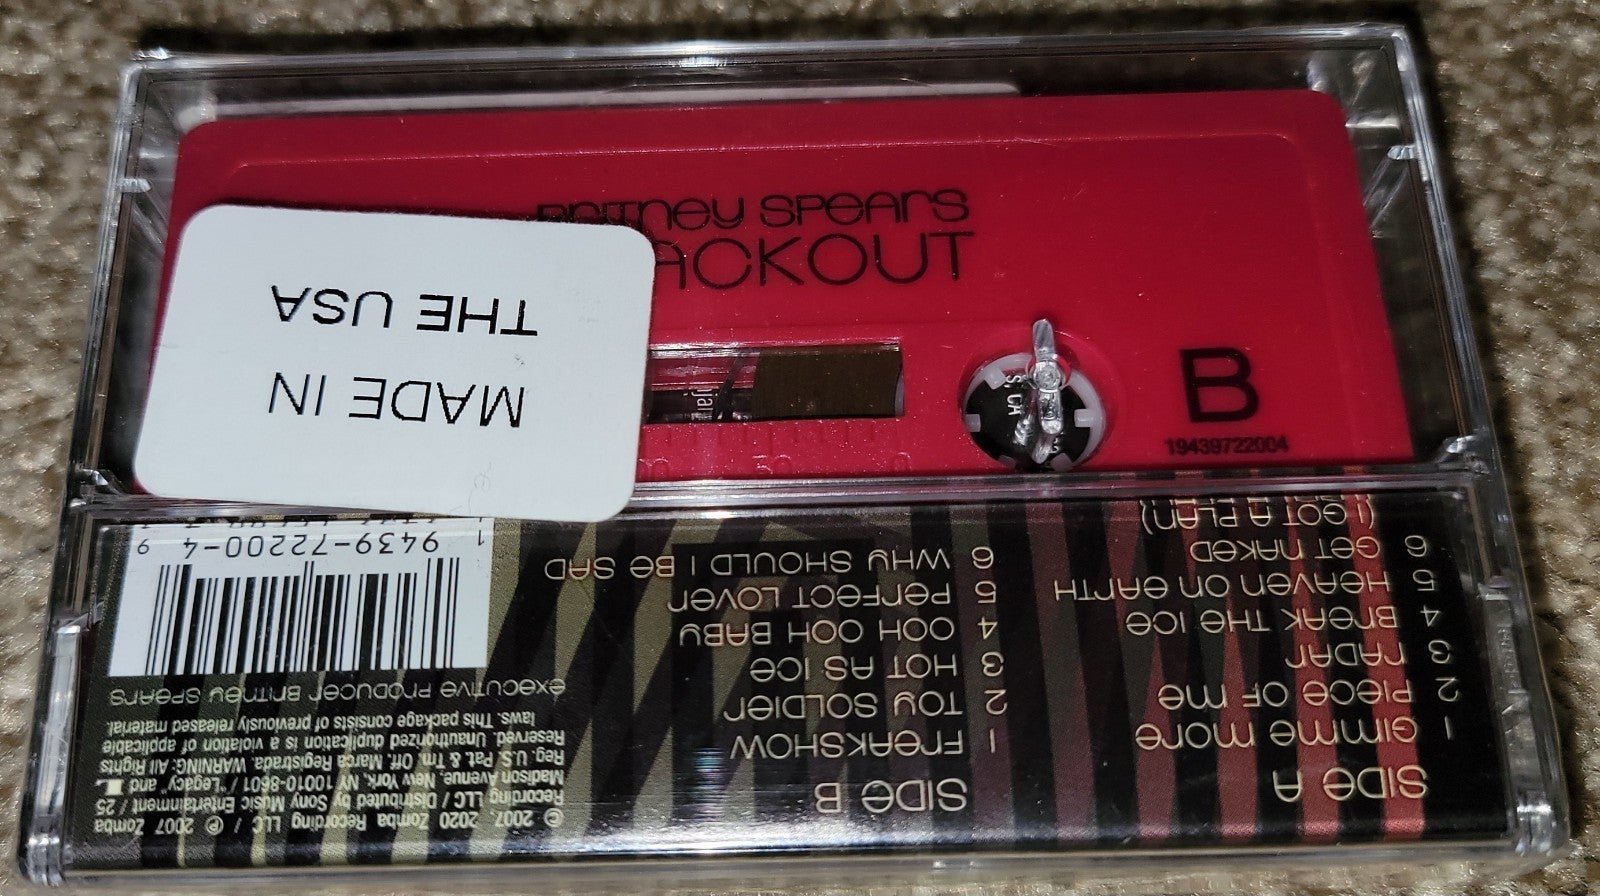 BRITNEY SPEARS
ACKOUT
B
19439722004
MADE IN
THE USA
SIDE A
1 GIMME MORE
2 PIECE OF ME
3 RADAR
4 BREAK THE ICE
5 HEAVEN ON EARTH
6 GET NAKED
(I GOT A PLAN)
SIDE B
1 FREAKSHOW
2 TOY SOLDIER
3 HOT AS ICE
4 OOH OOH BABY
5 PERFECT LOVER
6 WHY SHOULD I BE SAD
© 2007, 2020 Zomba Recording LLC / ℗ 2007 Zomba
Recording LLC / Distributed by Sony Music Entertainment / 25
Madison Avenue, New York, NY 10010-8601 / "Legacy" and
Reg. U.S. Pat. & Tm. Off. Marca Registrada. WARNING: All Rights
Reserved. Unauthorized duplication is a violation of applicable
laws. This package consists of previously released material.
EXECUTIVE PRODUCER BRITNEY SPEARS
1 9439-72200-4 9